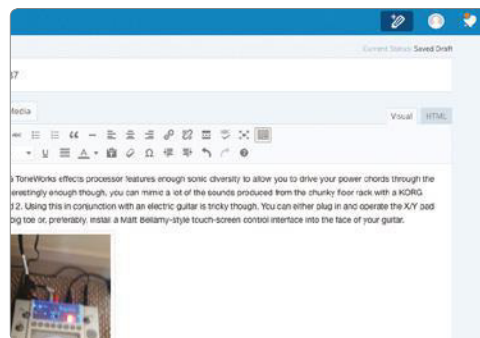 Current Status: Saved Draft
37
Media
Visual HTML
ToneWorks effects processor features enough sonic diversity to allow you to drive your power chords through the
erestingly enough though, you can mimic a lot of the sounds produced from the chunky floor rack with a KORG
d 2. Using this in conjunction with an electric guitar is tricky though. You can either plug in and operate the X/Y pad
big toe or, preferably, install a Matt Bellamy-style touch-screen control interface into the face of your guitar.